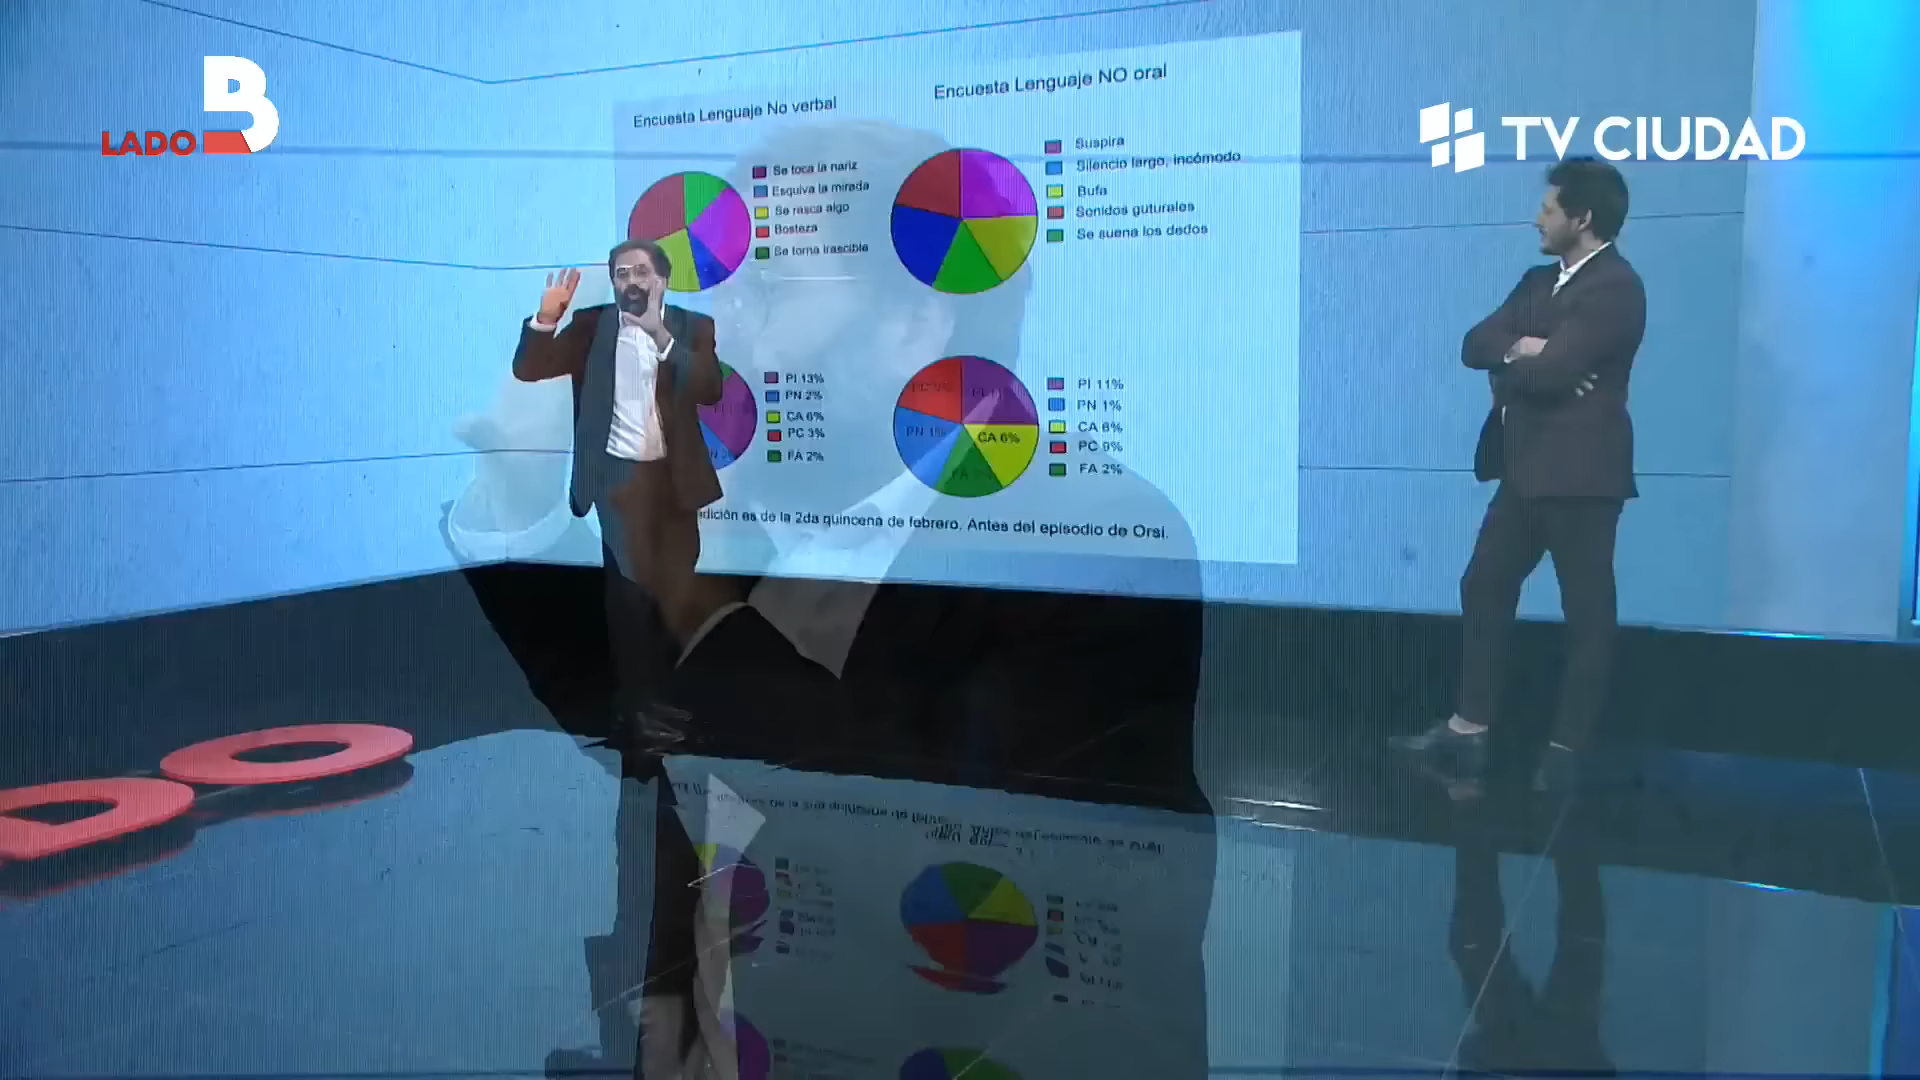 LADO B
TV CIUDAD
Encuesta Lenguaje No verbal
Se toca la nariz
Esquiva la mirada
Se rasca algo
Bosteza
Se torna irascible
Encuesta Lenguaje NO oral
Suspira
Silencio largo, incómodo
Bufa
Sonidos guturales
Se suena los dedos
PI 13%
PN 2%
CA 6%
PC 3%
FA 2%
PN 1%
CA 6%
PI 11%
PN 1%
CA 6%
PC 9%
FA 2%
es de la 2da quincena de febrero. Antes del episodio de Orsi.
DO